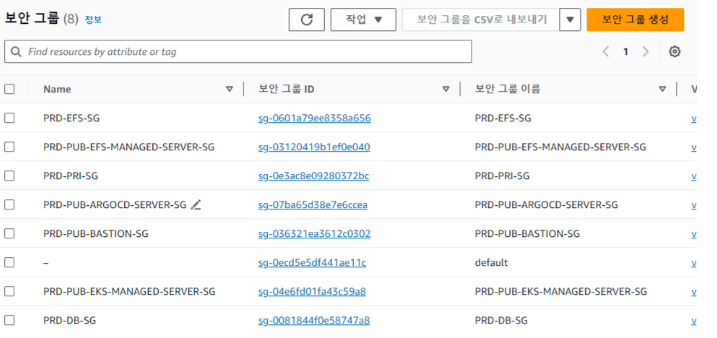 보안 그룹 (8) 정보
작업 ▼ 보안 그룹을 CSV로 내보내기 ▼ 보안 그룹 생성
Find resources by attribute or tag
< 1 >
Name 보안 그룹 ID 보안 그룹 이름 V
PRD-EFS-SG sg-0601a79ee8358a656 PRD-EFS-SG v
PRD-PUB-EFS-MANAGED-SERVER-SG sg-03120419b1ef0e040 PRD-PUB-EFS-MANAGED-SERVER-SG v
PRD-PRI-SG sg-0e3ac8e09280372bc PRD-PRI-SG v
PRD-PUB-ARGOCD-SERVER-SG sg-07ba65d38e7e6ccea PRD-PUB-ARGOCD-SERVER-SG v
PRD-PUB-BASTION-SG sg-036321ea3612c0302 PRD-PUB-BASTION-SG v
– sg-0ecd5e5df441ae11c default v
PRD-PUB-EKS-MANAGED-SERVER-SG sg-04e6fd01fa43c59a8 PRD-PUB-EKS-MANAGED-SERVER-SG v
PRD-DB-SG sg-0081844f0e58747a8 PRD-DB-SG v